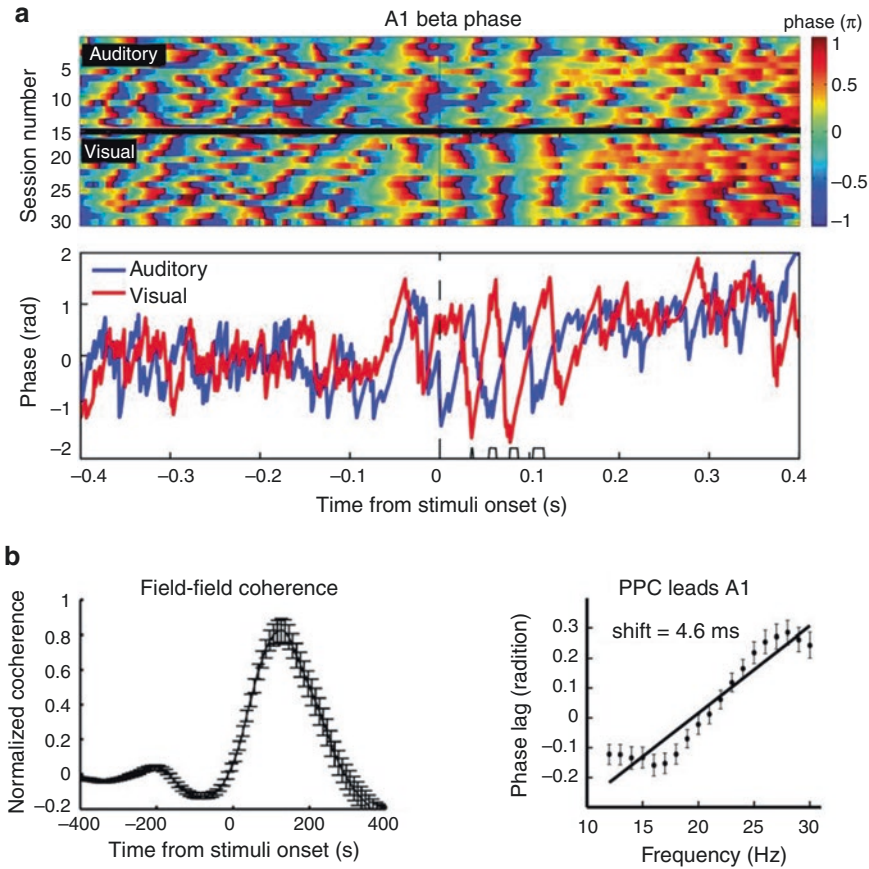 a
A1 beta phase
phase (π)
Auditory
Visual
Session number
5
10
15
20
25
30
1
0.5
0
−0.5
−1
Auditory
Visual
Phase (rad)
2
1
0
−1
−2
−0.4 −0.3 −0.2 −0.1 0 0.1 0.2 0.3 0.4
Time from stimuli onset (s)
b
Field-field coherence
Normalized cocherence
1
0.8
0.6
0.4
0.2
0
−0.2
−400 −200 0 200 400
Time from stimuli onset (s)
PPC leads A1
shift = 4.6 ms
Phase lag (radition)
0.3
0.2
0.1
0
−0.1
−0.2
10 15 20 25 30
Frequency (Hz)